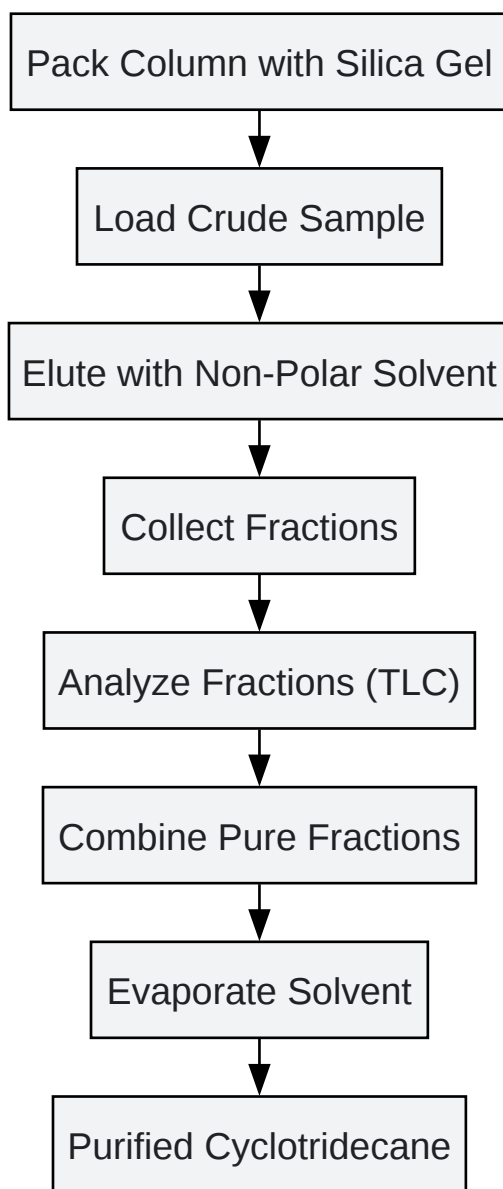 Pack Column with Silica Gel
Load Crude Sample
Elute with Non-Polar Solvent
Collect Fractions
Analyze Fractions (TLC)
Combine Pure Fractions
Evaporate Solvent
Purified Cyclotridecane